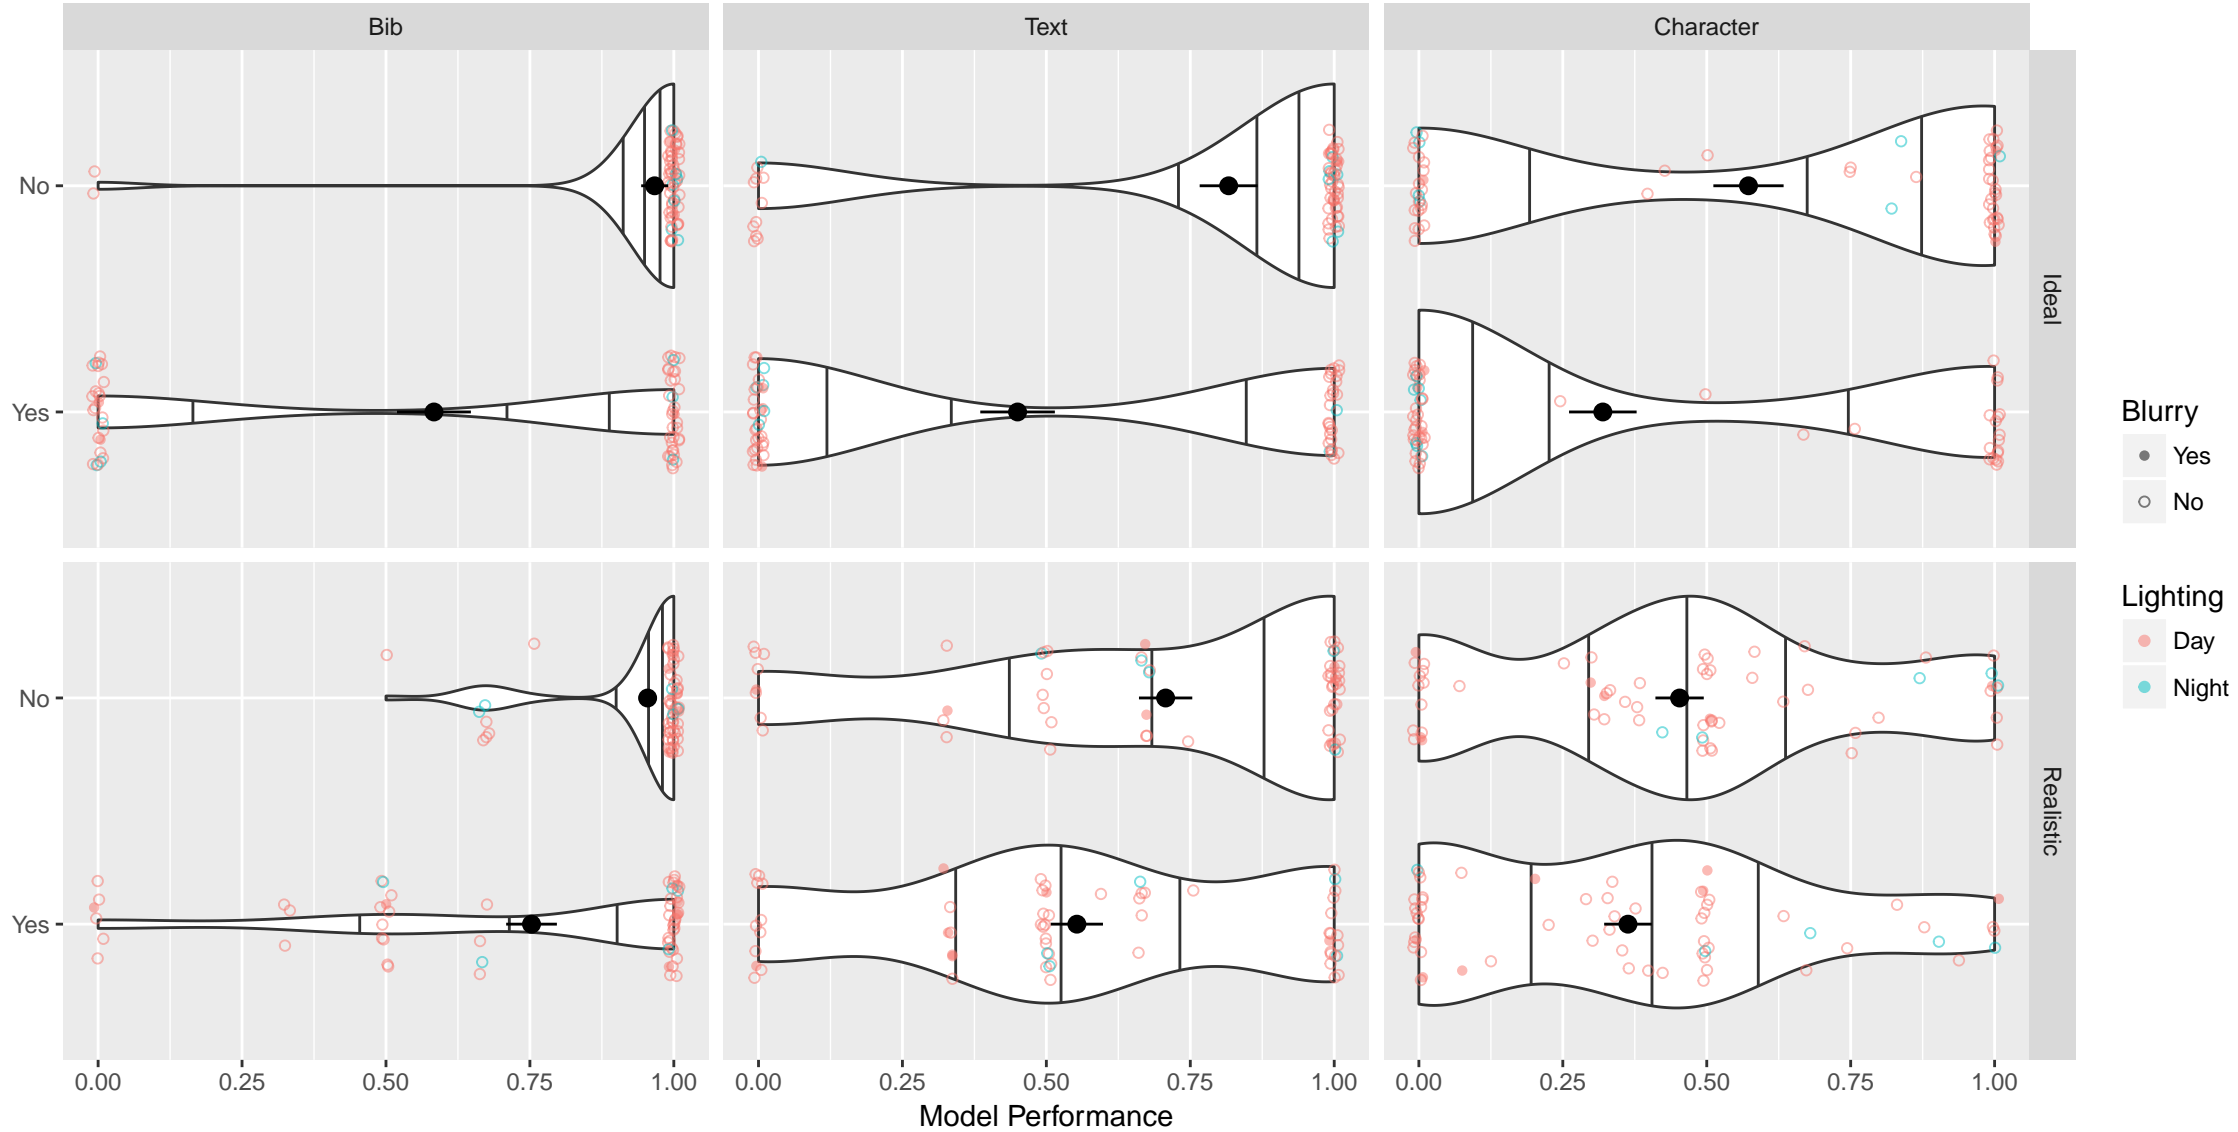 Bib Text Character
No
Yes
Ideal
No
Yes
Realistic
0.00 0.25 0.50 0.75 1.00 0.00 0.25 0.50 0.75 1.00 0.00 0.25 0.50 0.75 1.00
Model Performance
Blurry
Yes
No
Lighting
Day
Night